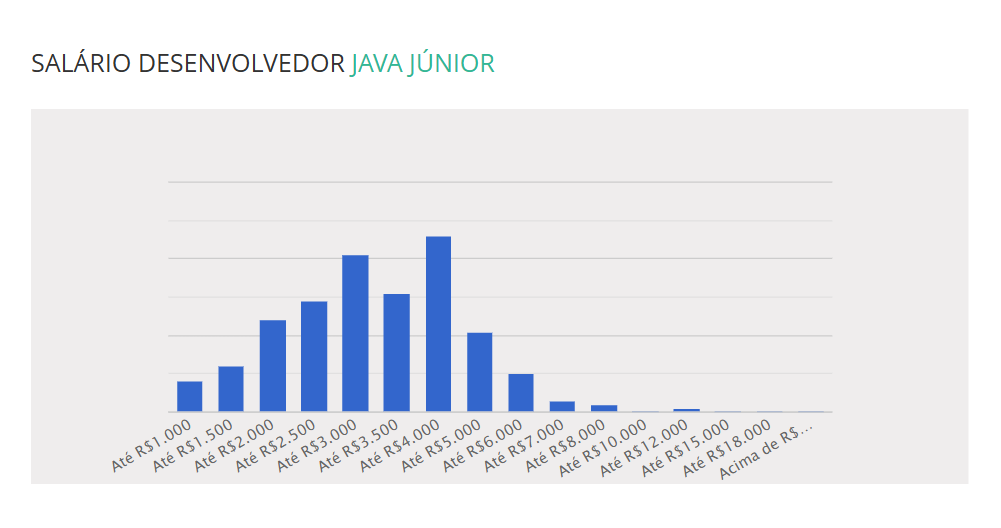 SALÁRIO DESENVOLVEDOR JAVA JÚNIOR
Até R$1.000
Até R$1.500
Até R$2.000
Até R$2.500
Até R$3.000
Até R$3.500
Até R$4.000
Até R$5.000
Até R$6.000
Até R$7.000
Até R$8.000
Até R$10.000
Até R$12.000
Até R$15.000
Até R$18.000
Acima de R$...